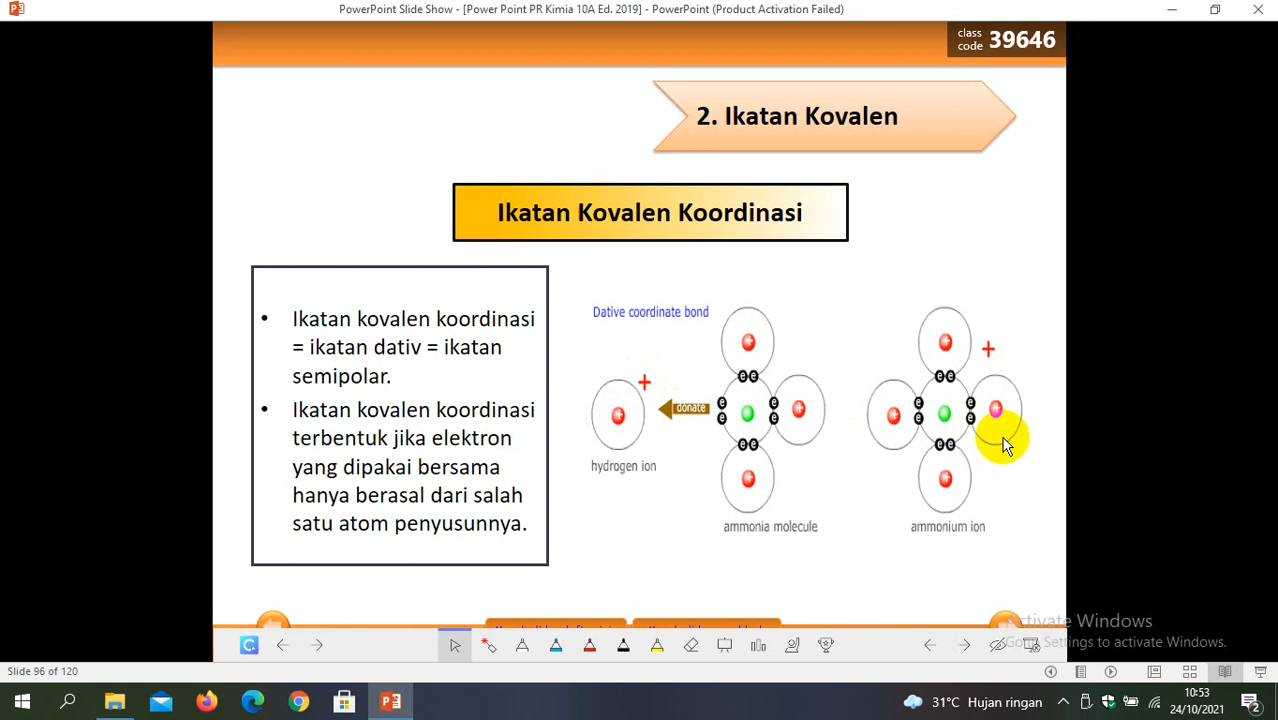 PowerPoint Slide Show - [Power Point PR Kimia 10A Ed. 2019] - PowerPoint (Product Activation Failed)
class
code 39646
2. Ikatan Kovalen
Ikatan Kovalen Koordinasi
• Ikatan kovalen koordinasi
= ikatan dativ = ikatan
semipolar.
• Ikatan kovalen koordinasi
terbentuk jika elektron
yang dipakai bersama
hanya berasal dari salah
satu atom penyusunnya.
Dative coordinate bond
+
+
+
donate
e e
e e
e e
e e
+
+
+
hydrogen ion
ammonia molecule
+
+
+
+
+
e e
e e
e e
e e
ammonium ion
Activate Windows
Go to Settings to activate Windows.
Slide 96 of 120
31°C Hujan ringan
10:53
24/10/2021
2